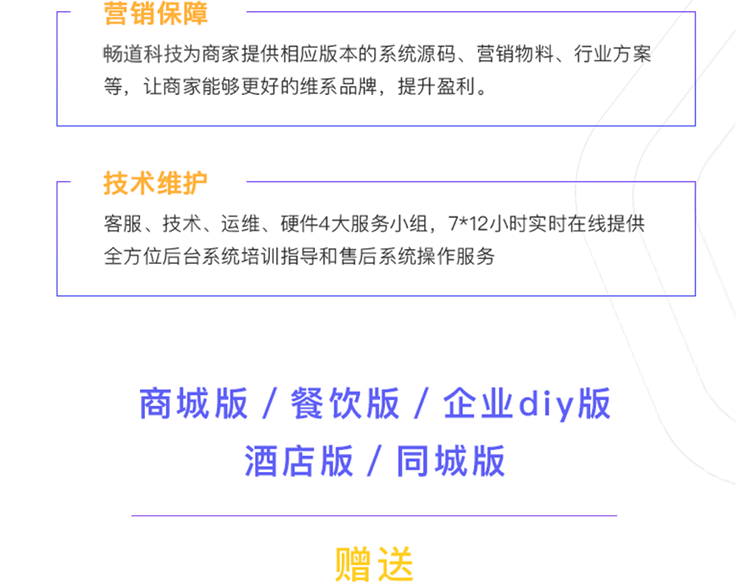 营销保障
畅道科技为商家提供相应版本的系统源码、营销物料、行业方案
等，让商家能够更好的维系品牌，提升盈利。
技术维护
客服、技术、运维、硬件4大服务小组，7*12小时实时在线提供
全方位后台系统培训指导和售后系统操作服务
商城版 / 餐饮版 / 企业diy版
酒店版 / 同城版
赠送